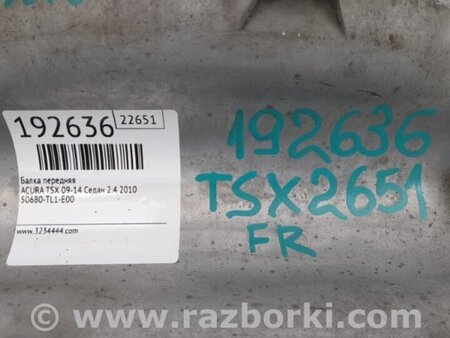 192636 22651
Балка передняя
ACURA TSX 09-14 Седан 2.4 2010
50680-TL1-E00
www.3234444.com
192636
TSX2651
FR
www.razborki.com